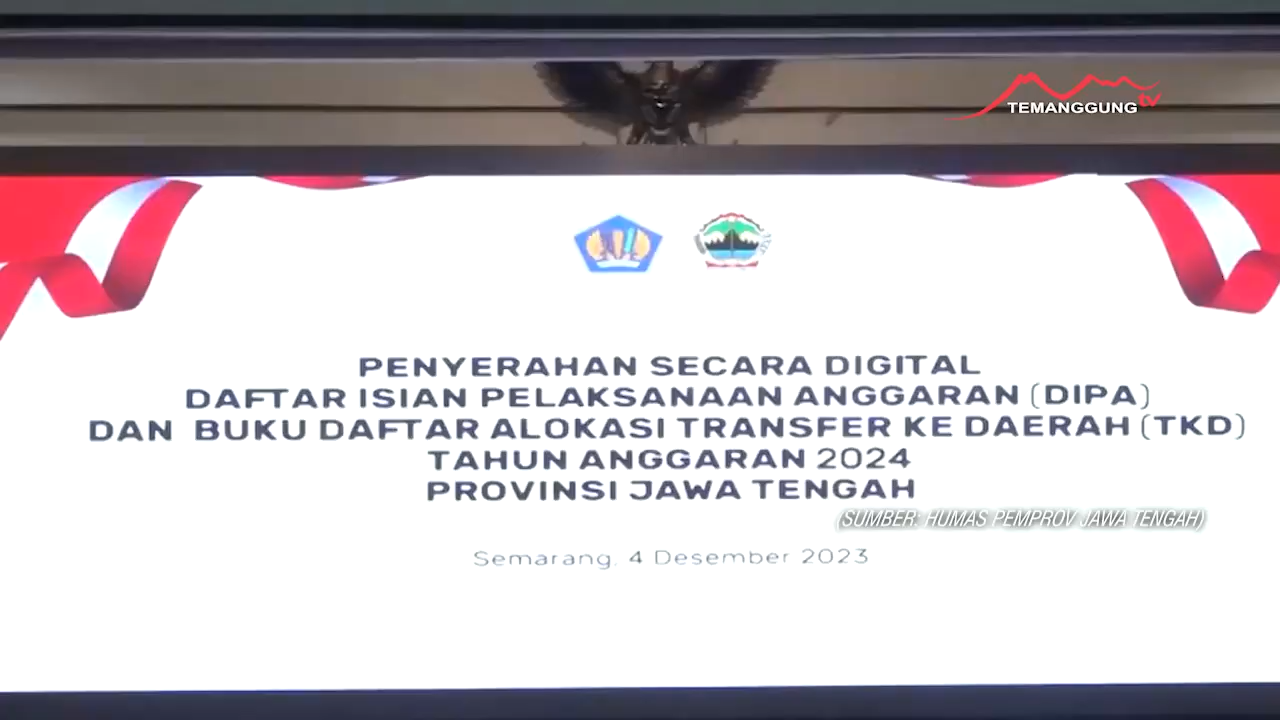 TEMANGGUNG tv
PENYERAHAN SECARA DIGITAL
DAFTAR ISIAN PELAKSANAAN ANGGARAN (DIPA)
DAN BUKU DAFTAR ALOKASI TRANSFER KE DAERAH (TKD)
TAHUN ANGGARAN 2024
PROVINSI JAWA TENGAH
(SUMBER: HUMAS PEMPROV JAWA TENGAH)
Semarang, 4 Desember 2023